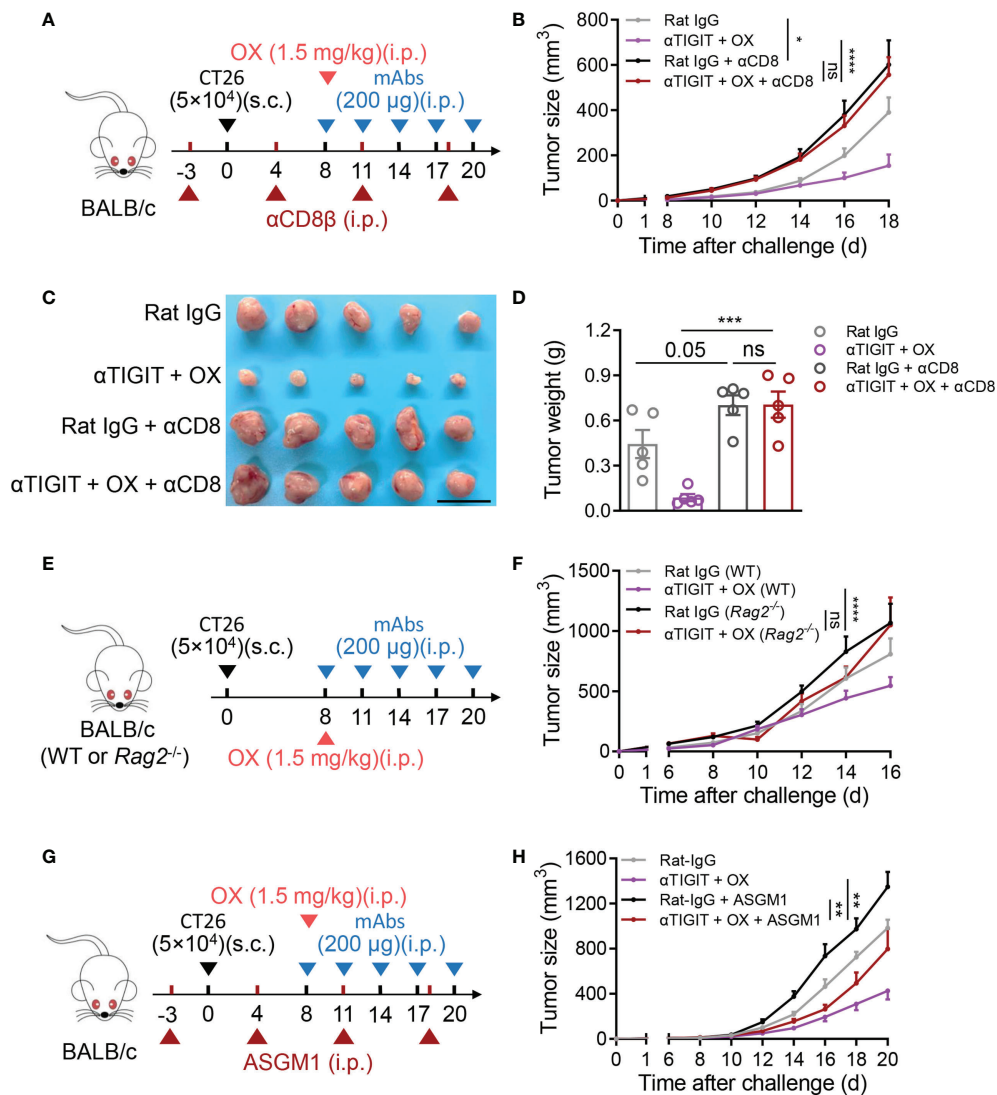 A
OX (1.5 mg/kg)(i.p.)
CT26
(5×10⁴)(s.c.)
mAbs
(200 μg)(i.p.)
-3 0 4 8 11 14 17 20
BALB/c
αCD8β (i.p.)
B
Tumor size (mm³)
800
600
400
200
0
Rat IgG
αTIGIT + OX
Rat IgG + αCD8
αTIGIT + OX + αCD8
*
ns
****
0 1 8 10 12 14 16 18
Time after challenge (d)
C
Rat IgG
αTIGIT + OX
Rat IgG + αCD8
αTIGIT + OX + αCD8
D
Tumor weight (g)
1.2
0.9
0.6
0.3
0.0
***
0.05
ns
Rat IgG
αTIGIT + OX
Rat IgG + αCD8
αTIGIT + OX + αCD8
E
CT26
(5×10⁴)(s.c.)
mAbs
(200 μg)(i.p.)
0 8 11 14 17 20
BALB/c
(WT or Rag2⁻/⁻)
OX (1.5 mg/kg)(i.p.)
F
Tumor size (mm³)
1500
1000
500
0
Rat IgG (WT)
αTIGIT + OX (WT)
Rat IgG (Rag2⁻/⁻)
αTIGIT + OX (Rag2⁻/⁻)
ns
****
0 1 6 8 10 12 14 16
Time after challenge (d)
G
OX (1.5 mg/kg)(i.p.)
CT26
(5×10⁴)(s.c.)
mAbs
(200 μg)(i.p.)
-3 0 4 8 11 14 17 20
BALB/c
ASGM1 (i.p.)
H
Tumor size (mm³)
1600
1200
800
400
0
Rat-IgG
αTIGIT + OX
Rat-IgG + ASGM1
αTIGIT + OX + ASGM1
**
**
0 1 6 8 10 12 14 16 18 20
Time after challenge (d)